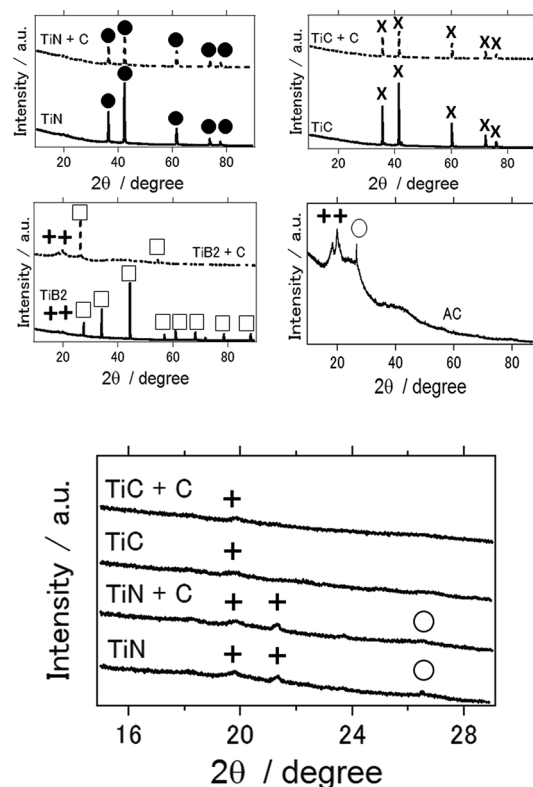 Intensity / a.u.
TiN + C
TiN
20 40 60 80
2θ / degree
Intensity / a.u.
TiC + C
X X X X X
TiC
X X X X X
20 40 60 80
2θ / degree
Intensity / a.u.
++
TiB2 + C
TiB2
++
20 40 60 80
2θ / degree
Intensity / a.u.
++
AC
20 40 60 80
2θ / degree
Intensity / a.u.
TiC + C
+
TiC
+
TiN + C
+ +
TiN
+ +
16 20 24 28
2θ / degree